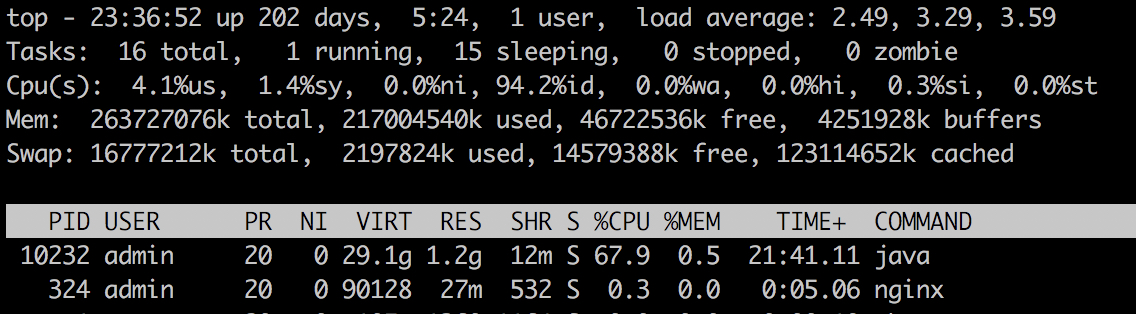 top - 23:36:52 up 202 days,  5:24,  1 user,  load average: 2.49, 3.29, 3.59
Tasks:  16 total,   1 running,  15 sleeping,   0 stopped,   0 zombie
Cpu(s):  4.1%us,  1.4%sy,  0.0%ni, 94.2%id,  0.0%wa,  0.0%hi,  0.3%si,  0.0%st
Mem:  263727076k total, 217004540k used, 46722536k free,  4251928k buffers
Swap: 16777212k total,  2197824k used, 14579388k free, 123114652k cached
PID USER      PR  NI  VIRT  RES  SHR S %CPU %MEM    TIME+  COMMAND
10232 admin     20   0 29.1g 1.2g  12m S 67.9  0.5  21:41.11 java
324 admin     20   0 90128  27m  532 S  0.3  0.0   0:05.06 nginx